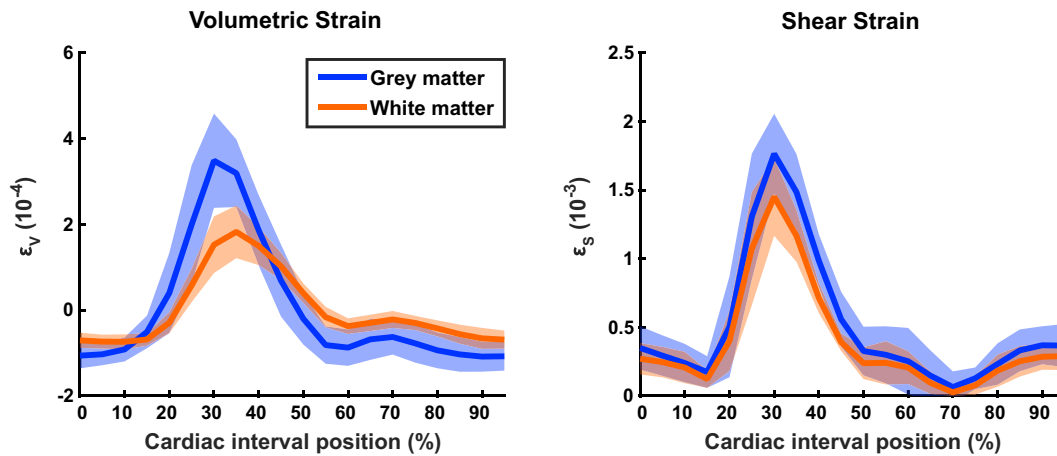 Volumetric Strain
6
4
2
0
-2
0 10 20 30 40 50 60 70 80 90
Cardiac interval position (%)
εV (10-4)
Grey matter
White matter
Shear Strain
2.5
2
1.5
1
0.5
0
0 10 20 30 40 50 60 70 80 90
Cardiac interval position (%)
εS (10-3)